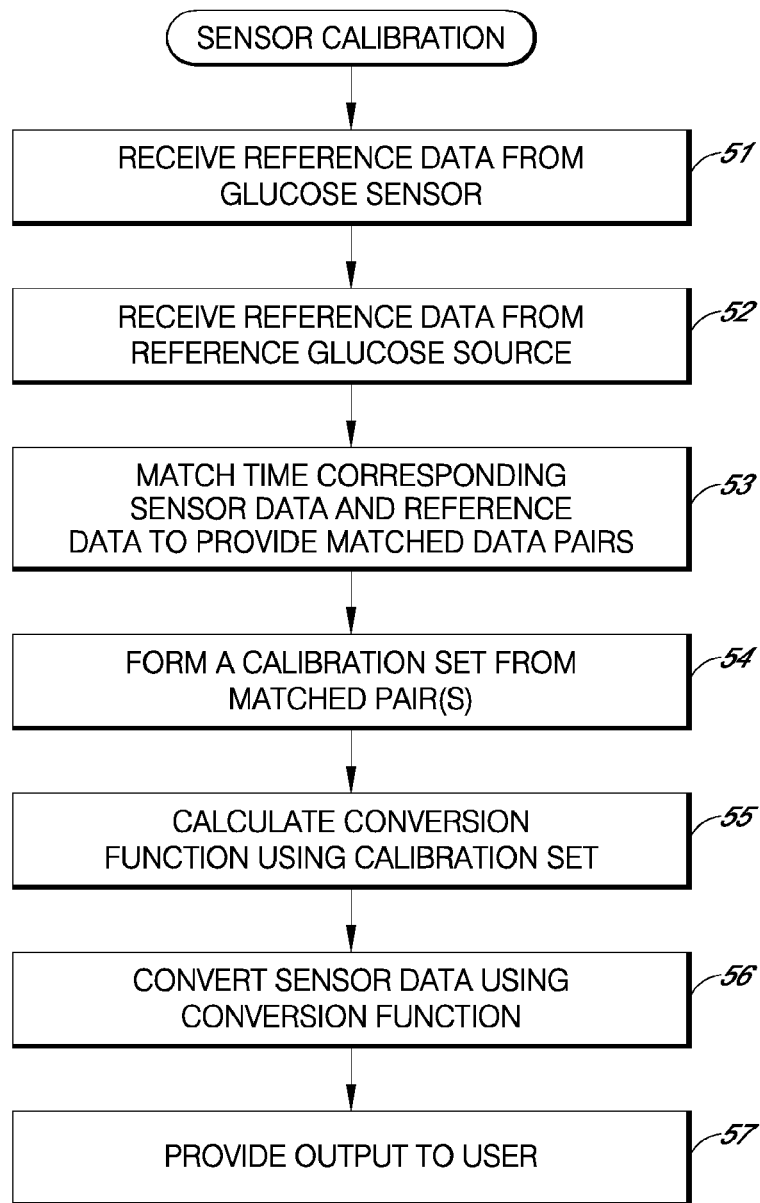 SENSOR CALIBRATION
RECEIVE REFERENCE DATA FROM
GLUCOSE SENSOR
51
RECEIVE REFERENCE DATA FROM
REFERENCE GLUCOSE SOURCE
52
MATCH TIME CORRESPONDING
SENSOR DATA AND REFERENCE
DATA TO PROVIDE MATCHED DATA PAIRS
53
FORM A CALIBRATION SET FROM
MATCHED PAIR(S)
54
CALCULATE CONVERSION
FUNCTION USING CALIBRATION SET
55
CONVERT SENSOR DATA USING
CONVERSION FUNCTION
56
PROVIDE OUTPUT TO USER
57